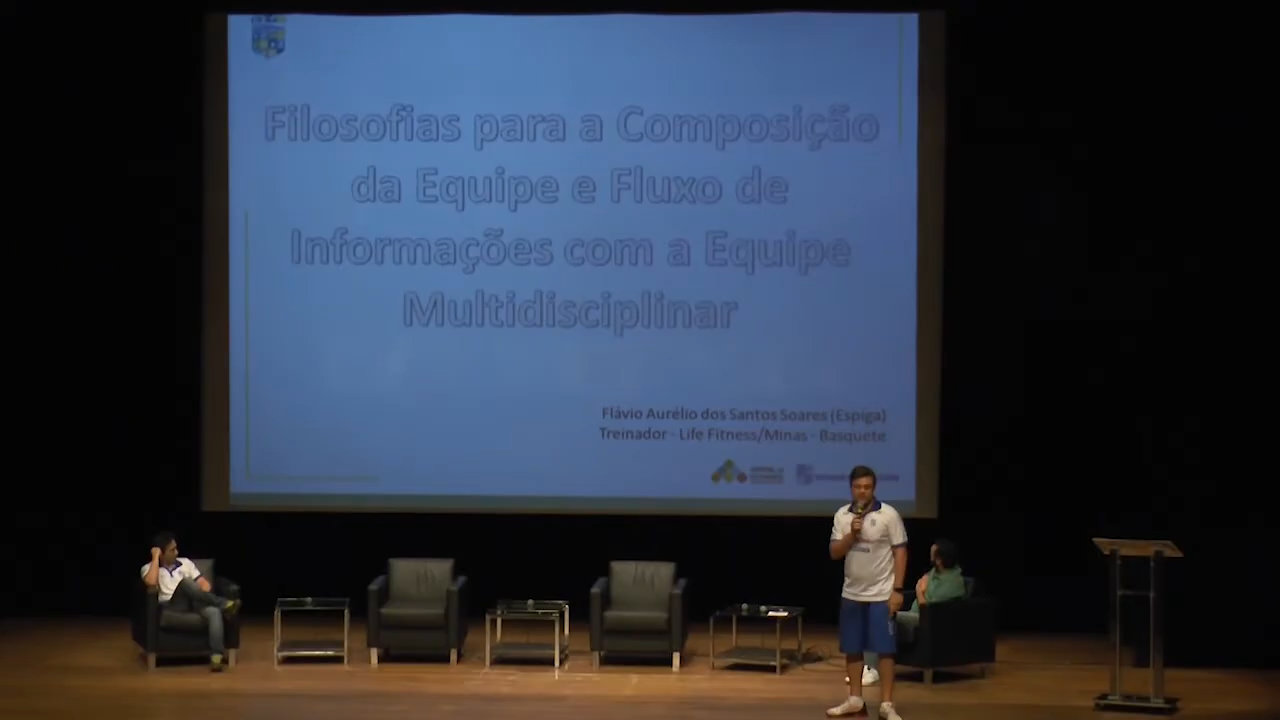 Filosofias para a Composição
da Equipe e Fluxo de
Informações com a Equipe
Multidisciplinar
Flávio Aurélio dos Santos Soares (Espiga)
Treinador - Life Fitness/Minas - Basquete